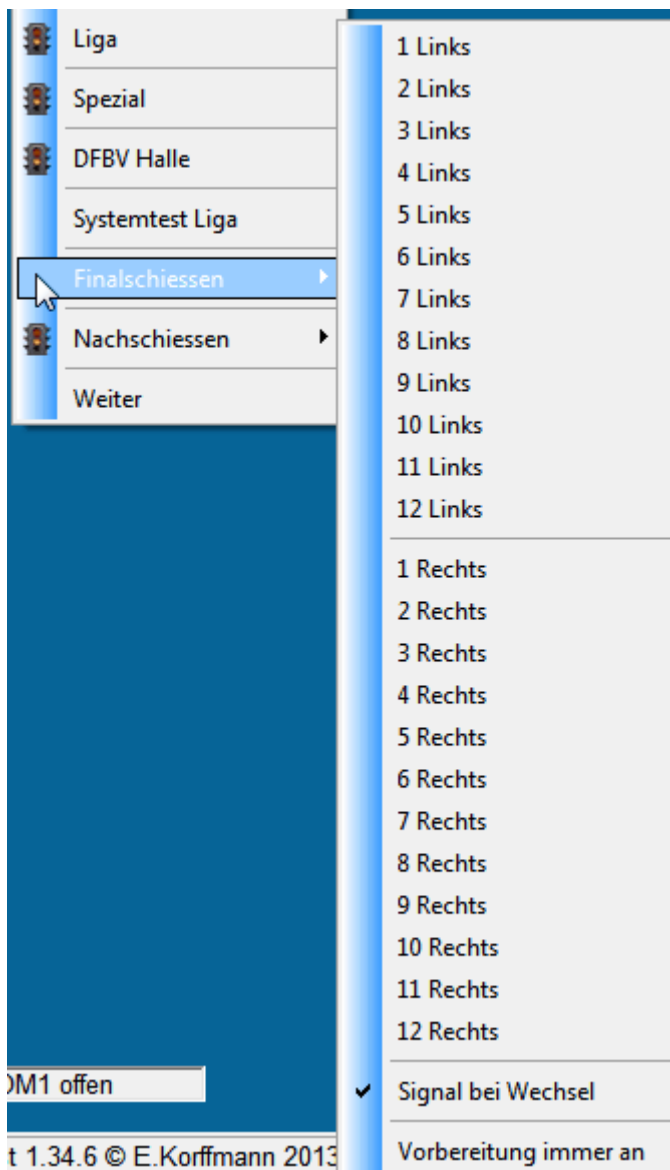 Liga
Spezial
DFBV Halle
Systemtest Liga
Finalschiessen
Nachschiessen
Weiter
1 Links
2 Links
3 Links
4 Links
5 Links
6 Links
7 Links
8 Links
9 Links
10 Links
11 Links
12 Links
1 Rechts
2 Rechts
3 Rechts
4 Rechts
5 Rechts
6 Rechts
7 Rechts
8 Rechts
9 Rechts
10 Rechts
11 Rechts
12 Rechts
Signal bei Wechsel
Vorbereitung immer an
OM1 offen
t 1.34.6 © E.Korffmann 2013